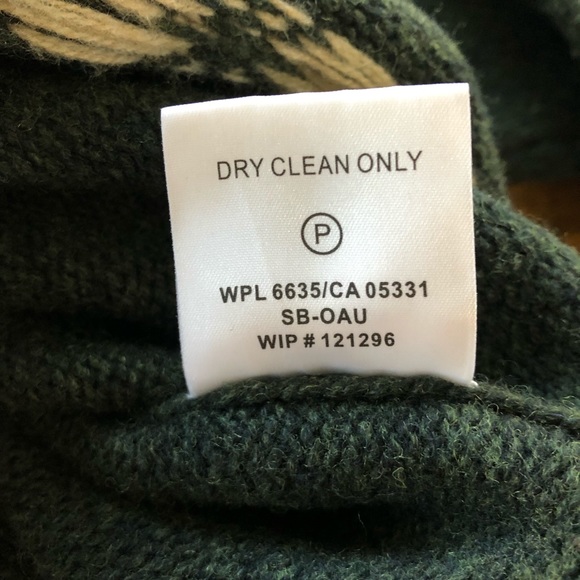 DRY CLEAN ONLY
P
WPL 6635/CA 05331
SB-OAU
WIP # 121296